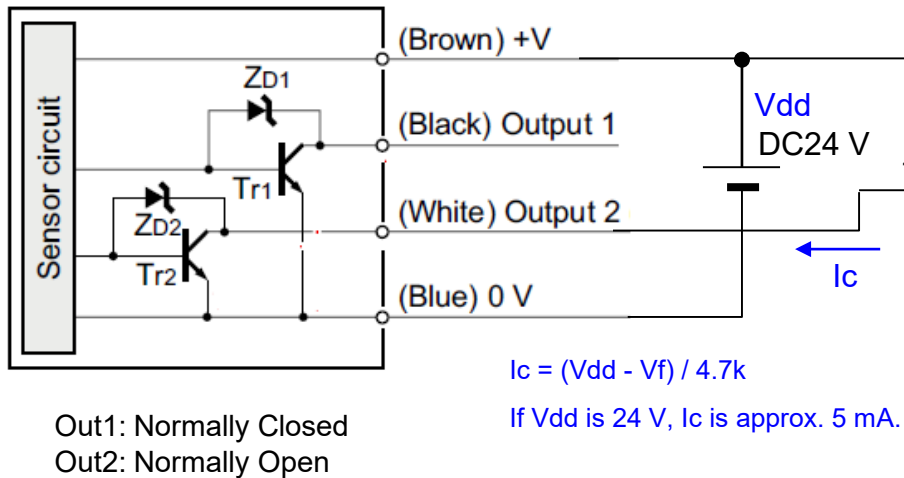 (Brown) +V
ZD1
Vdd
(Black) Output 1
DC24 V
Sensor circuit
Tr1
(White) Output 2
ZD2
Tr2
Ic
(Blue) 0 V
Ic = (Vdd - Vf) / 4.7k
If Vdd is 24 V, Ic is approx. 5 mA.
Out1: Normally Closed
Out2: Normally Open